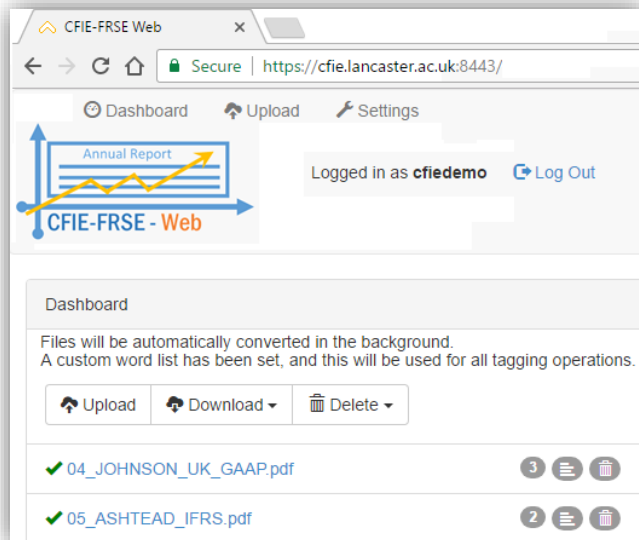 CFIE-FRSE Web
Secure | https://cfie.lancaster.ac.uk:8443/
Dashboard Upload Settings
Annual Report
CFIE-FRSE - Web
Logged in as cfiedemo Log Out
Dashboard
Files will be automatically converted in the background.
A custom word list has been set, and this will be used for all tagging operations.
Upload Download Delete
04_JOHNSON_UK_GAAP.pdf 3
05_ASHTEAD_IFRS.pdf 2